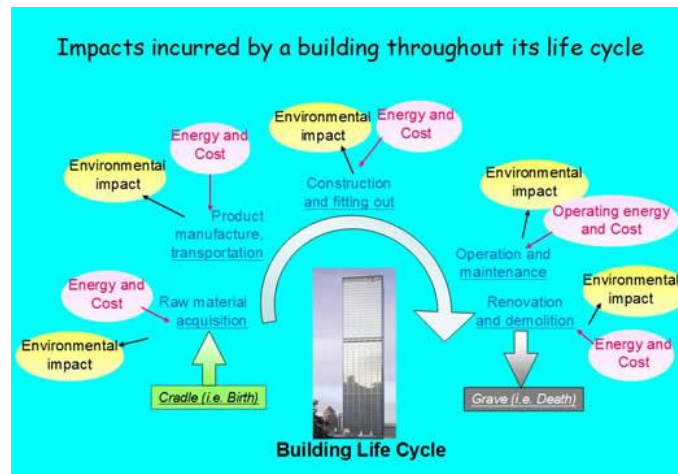 Impacts incurred by a building throughout its life cycle
Environmental
impact
Energy and
Cost
Construction
and fitting out
Energy and
Cost
Environmental
impact
Product
manufacture,
transportation
Environmental
impact
Operating energy
and Cost
Operation and
maintenance
Energy and
Cost
Raw material
acquisition
Environmental
impact
Renovation
and demolition
Environmental
impact
Energy and
Cost
Cradle (i.e. Birth)
Grave (i.e. Death)
Building Life Cycle